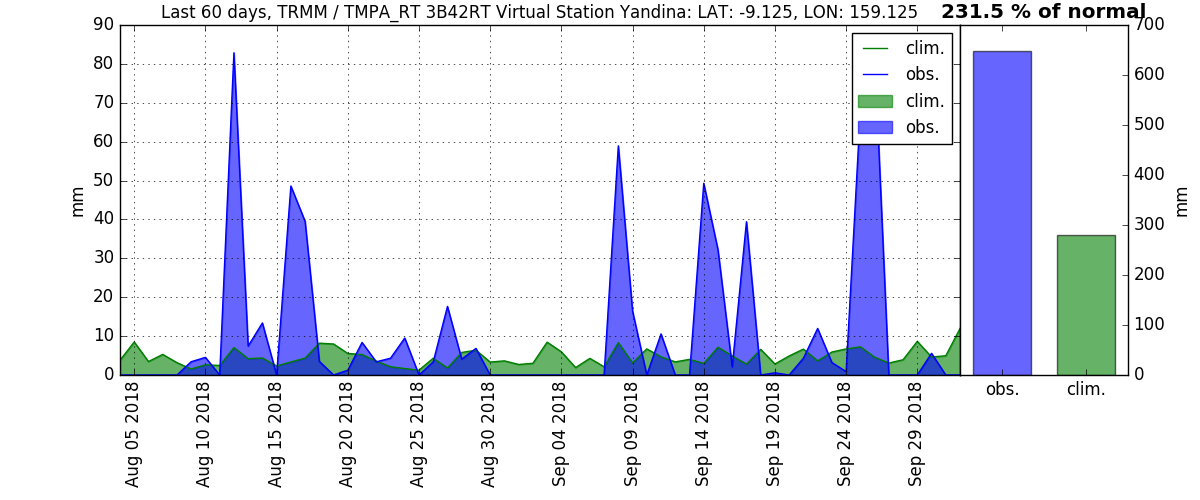 Last 60 days, TRMM / TMPA_RT 3B42RT Virtual Station Yandina: LAT: -9.125, LON: 159.125
231.5 % of normal
90
80
70
60
50
40
30
20
10
0
mm
clim.
obs.
clim.
obs.
700
600
500
400
300
200
100
0
mm
Aug 05 2018
Aug 10 2018
Aug 15 2018
Aug 20 2018
Aug 25 2018
Aug 30 2018
Sep 04 2018
Sep 09 2018
Sep 14 2018
Sep 19 2018
Sep 24 2018
Sep 29 2018
obs.
clim.